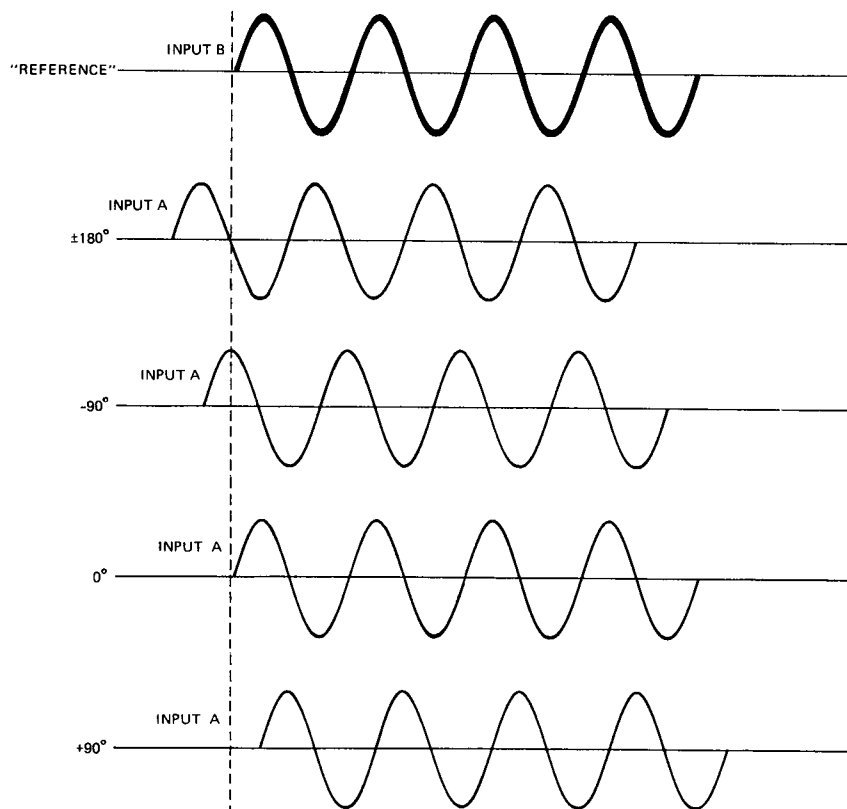 INPUT B
"REFERENCE"
INPUT A
±180°
INPUT A
-90°
INPUT A
0°
INPUT A
+90°